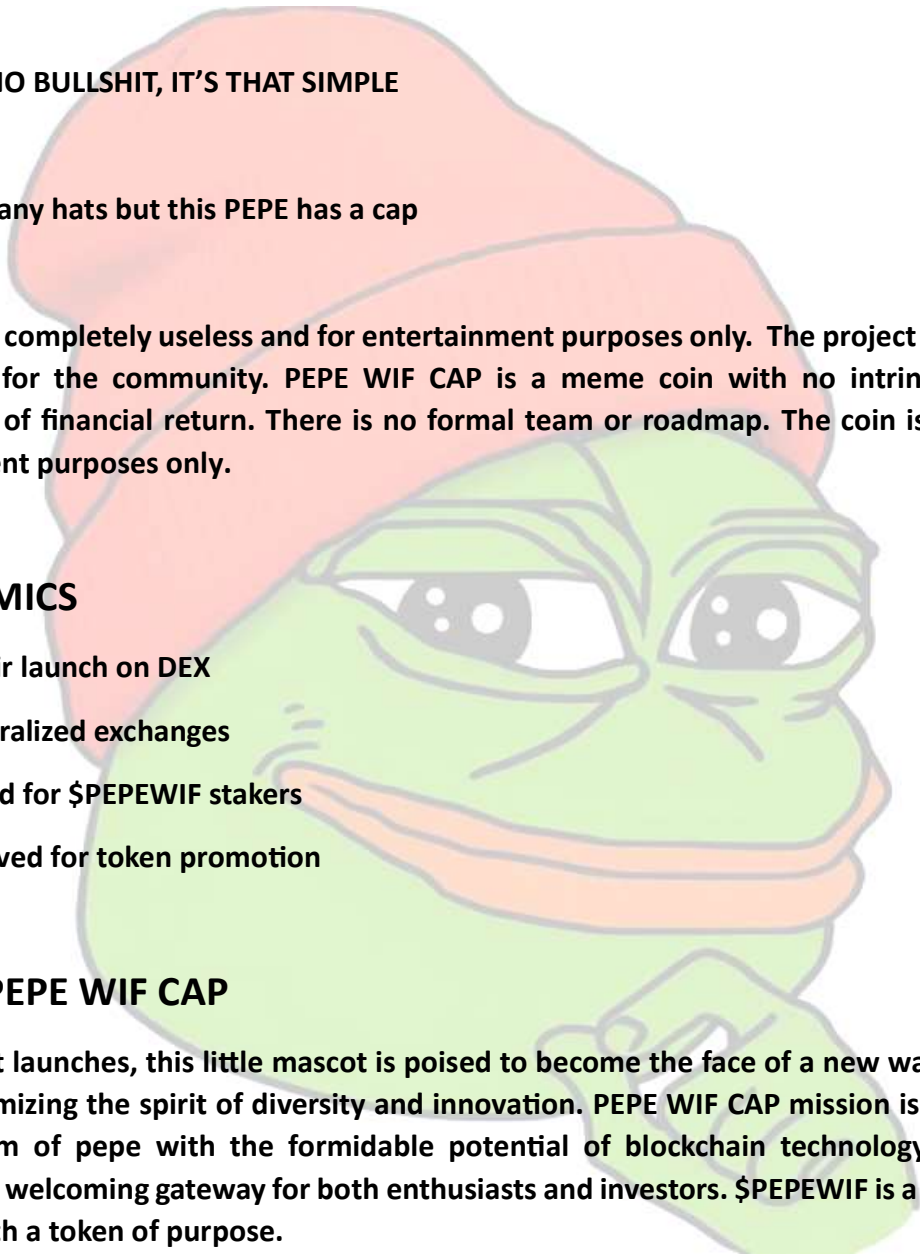 NO BULLSHIT, IT’S THAT SIMPLE
any hats but this PEPE has a cap
completely useless and for entertainment purposes only. The project
for the community. PEPE WIF CAP is a meme coin with no intrin
of financial return. There is no formal team or roadmap. The coin is
ent purposes only.
MICS
ir launch on DEX
ralized exchanges
d for $PEPEWIF stakers
ved for token promotion
PEPE WIF CAP
t launches, this little mascot is poised to become the face of a new wa
mizing the spirit of diversity and innovation. PEPE WIF CAP mission is
m of pepe with the formidable potential of blockchain technology
welcoming gateway for both enthusiasts and investors. $PEPEWIF is a
th a token of purpose.